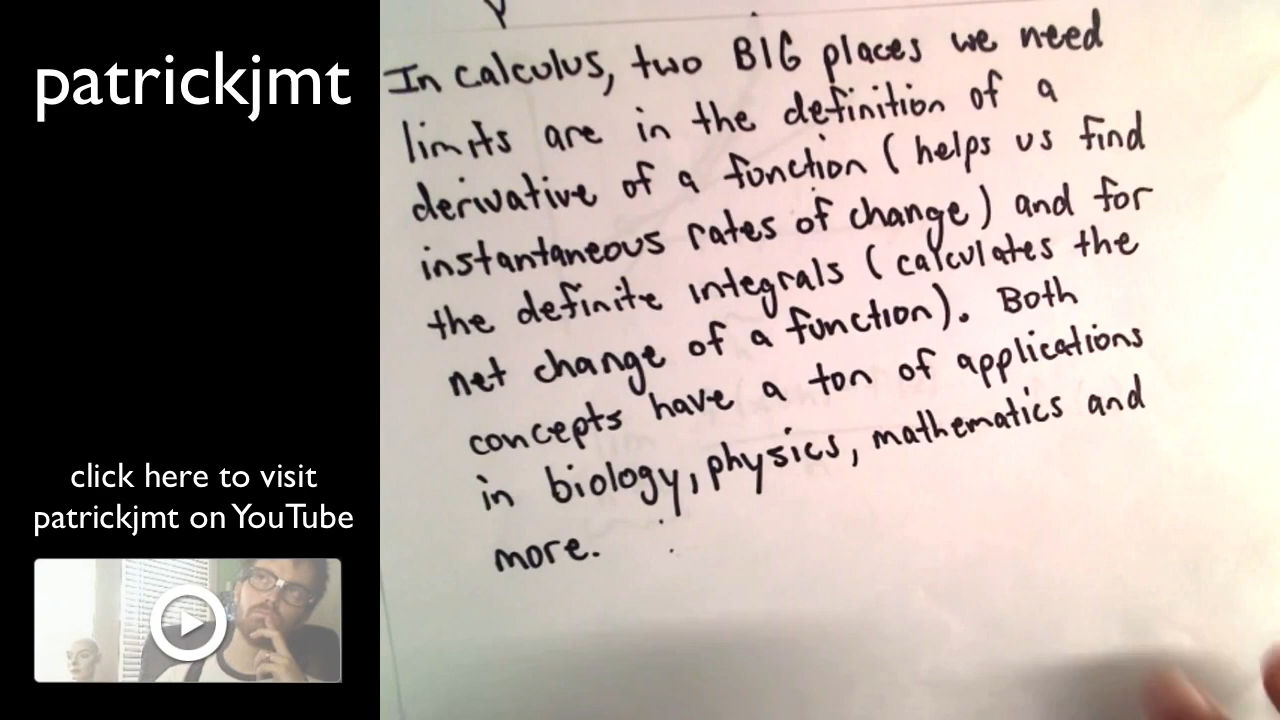 patrickjmt
click here to visit
patrickjmt on YouTube
In calculus, two BIG places we need
limits are in the definition of a
derivative of a function (helps us find
instantaneous rates of change) and for
the definite integrals (calculates the
net change of a function). Both
concepts have a ton of applications
in biology, physics, mathematics and
more.